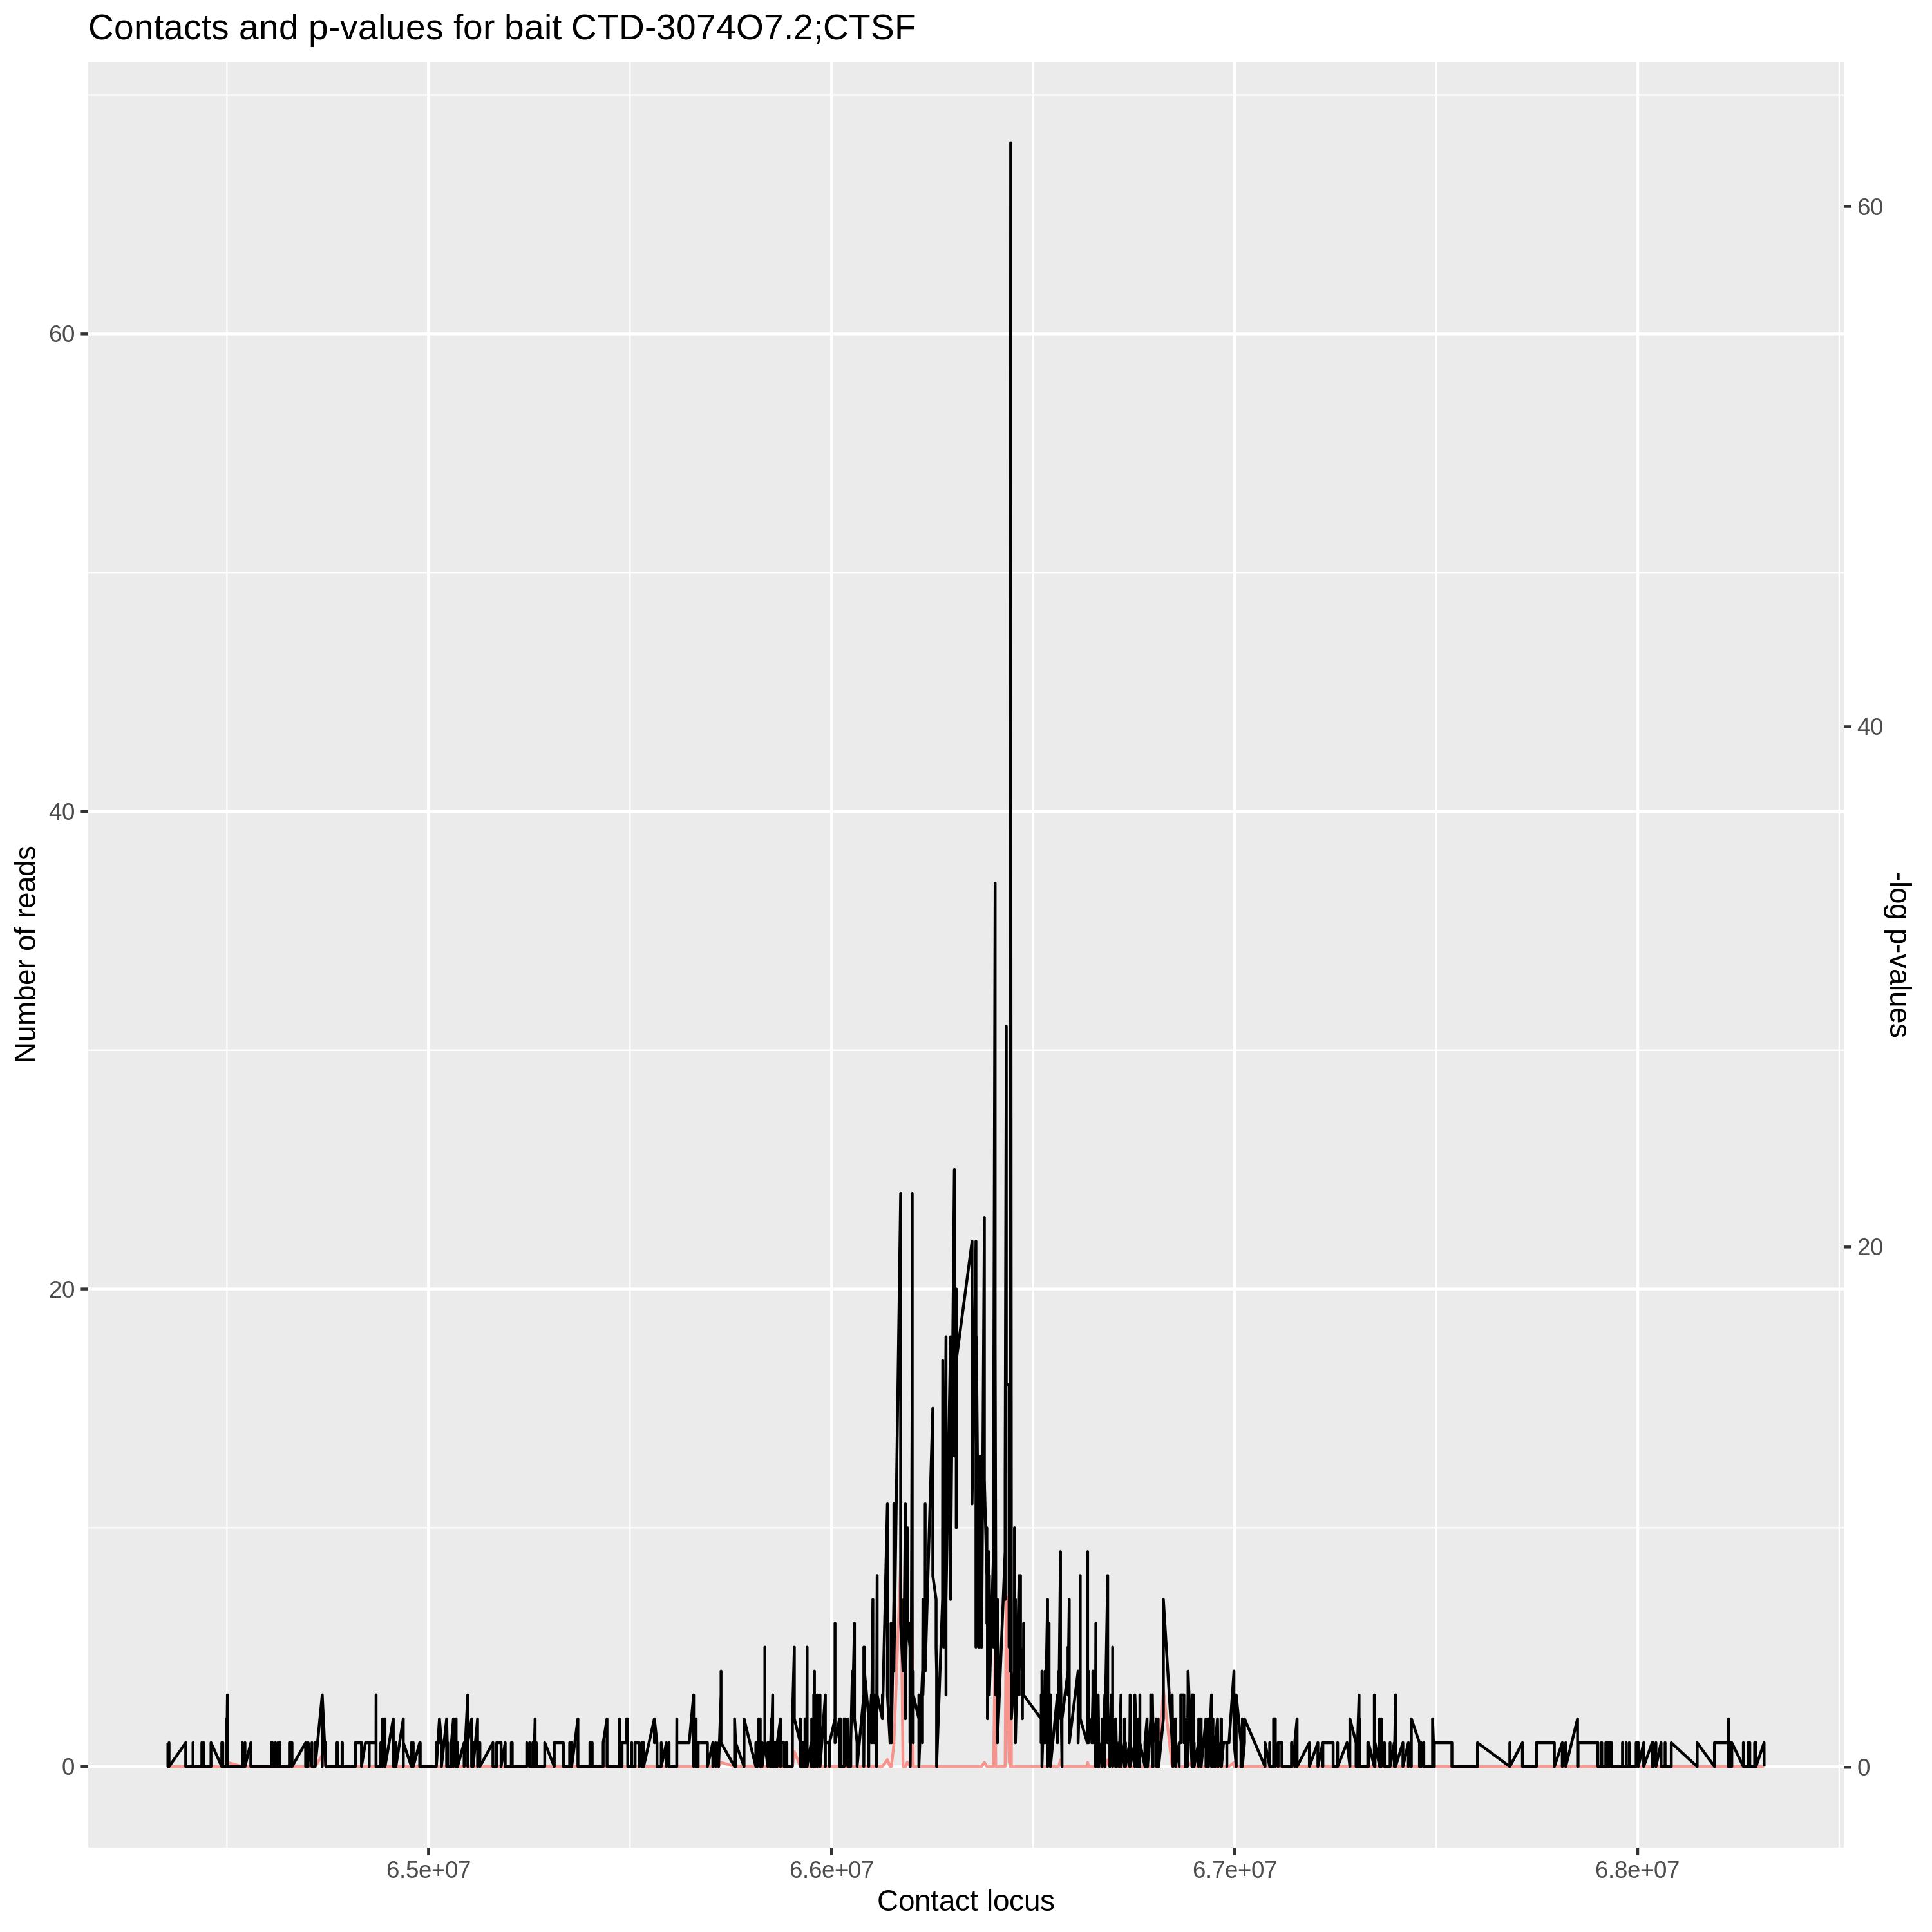 Contacts and p-values for bait CTD-3074O7.2;CTSF
60
40
20
0
Number of reads
60
40
20
0
-log p-values
6.5e+07
6.6e+07
6.7e+07
6.8e+07
Contact locus